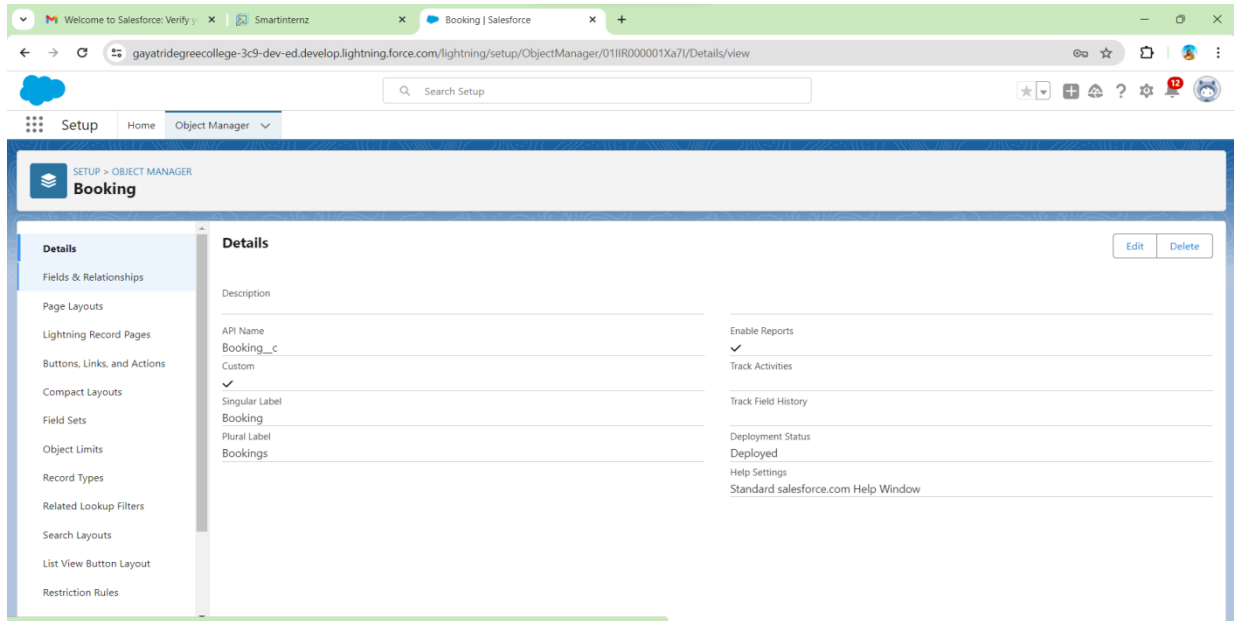 Welcome to Salesforce: Verify y
Smartinternz
Booking | Salesforce
gayatridegreecollege-3c9-dev-ed.develop.lightning.force.com/lightning/setup/ObjectManager/01IIR000001Xa7I/Details/view
Search Setup
12
Setup Home Object Manager
SETUP > OBJECT MANAGER
Booking
Details
Fields & Relationships
Page Layouts
Lightning Record Pages
Buttons, Links, and Actions
Compact Layouts
Field Sets
Object Limits
Record Types
Related Lookup Filters
Search Layouts
List View Button Layout
Restriction Rules
Details
Edit Delete
Description
API Name
Booking__c
Custom
Singular Label
Booking
Plural Label
Bookings
Enable Reports
Track Activities
Track Field History
Deployment Status
Deployed
Help Settings
Standard salesforce.com Help Window